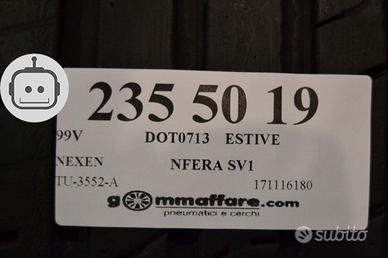 235 50 19
99V DOT0713 ESTIVE
NEXEN NFERA SV1
TU-3552-A 171116180
gommaffare.com
pneumatici e cerchi
subito